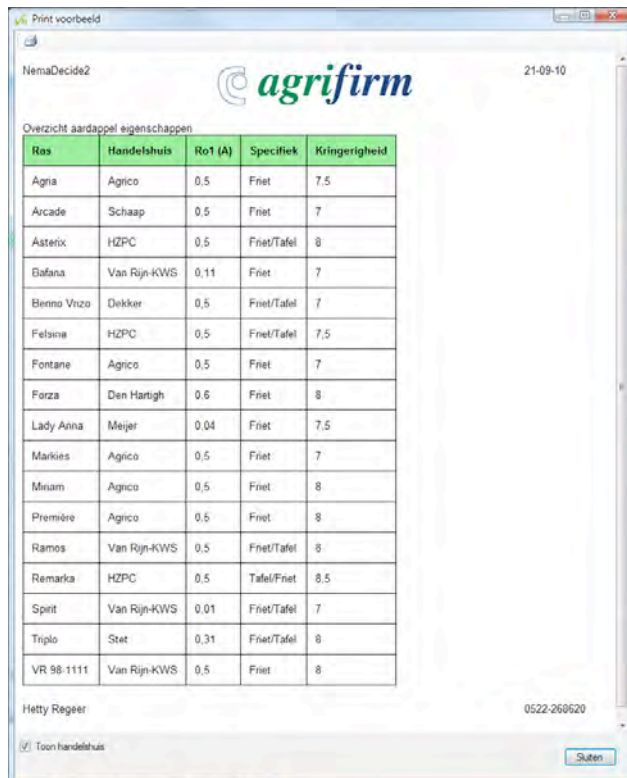 Print voorbeeld
NemaDecide2
agrifirm
21-09-10
Overzicht aardappel eigenschappen
Ras Handelshuis Ro1 (A) Specifiek Kringerigheid
Agria Agrico 0,5 Friet 7,5
Arcade Schaap 0,5 Friet 7
Asterix HZPC 0,5 Friet/Tafel 8
Bafana Van Rijn-KWS 0,11 Friet 7
Benno Vrizo Dekker 0,5 Friet/Tafel 7
Felsina HZPC 0,5 Friet/Tafel 7,5
Fontane Agrico 0,5 Friet 7
Forza Den Hartigh 0,6 Friet 8
Lady Anna Meijer 0,04 Friet 7,5
Markies Agrico 0,5 Friet 7
Miriam Agrico 0,5 Friet 8
Première Agrico 0,5 Friet 8
Ramos Van Rijn-KWS 0,5 Friet/Tafel 8
Remarka HZPC 0,5 Tafel/Friet 8,5
Spirit Van Rijn-KWS 0,01 Friet/Tafel 7
Triplo Stet 0,31 Friet/Tafel 8
VR 98-1111 Van Rijn-KWS 0,5 Friet 8
Hetty Regeer 0522-268620
Toon handelshuis
Sluiten